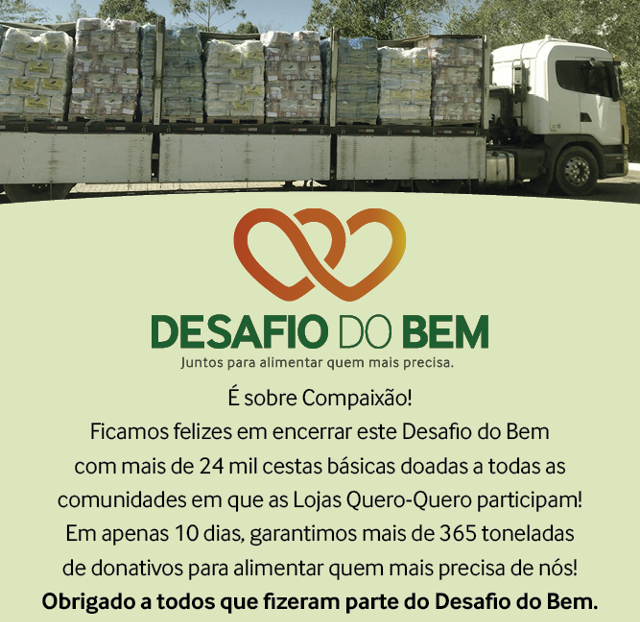 DESAFIO DO BEM
Juntos para alimentar quem mais precisa.
É sobre Compaixão!
Ficamos felizes em encerrar este Desafio do Bem
com mais de 24 mil cestas básicas doadas a todas as
comunidades em que as Lojas Quero-Quero participam!
Em apenas 10 dias, garantimos mais de 365 toneladas
de donativos para alimentar quem mais precisa de nós!
Obrigado a todos que fizeram parte do Desafio do Bem.